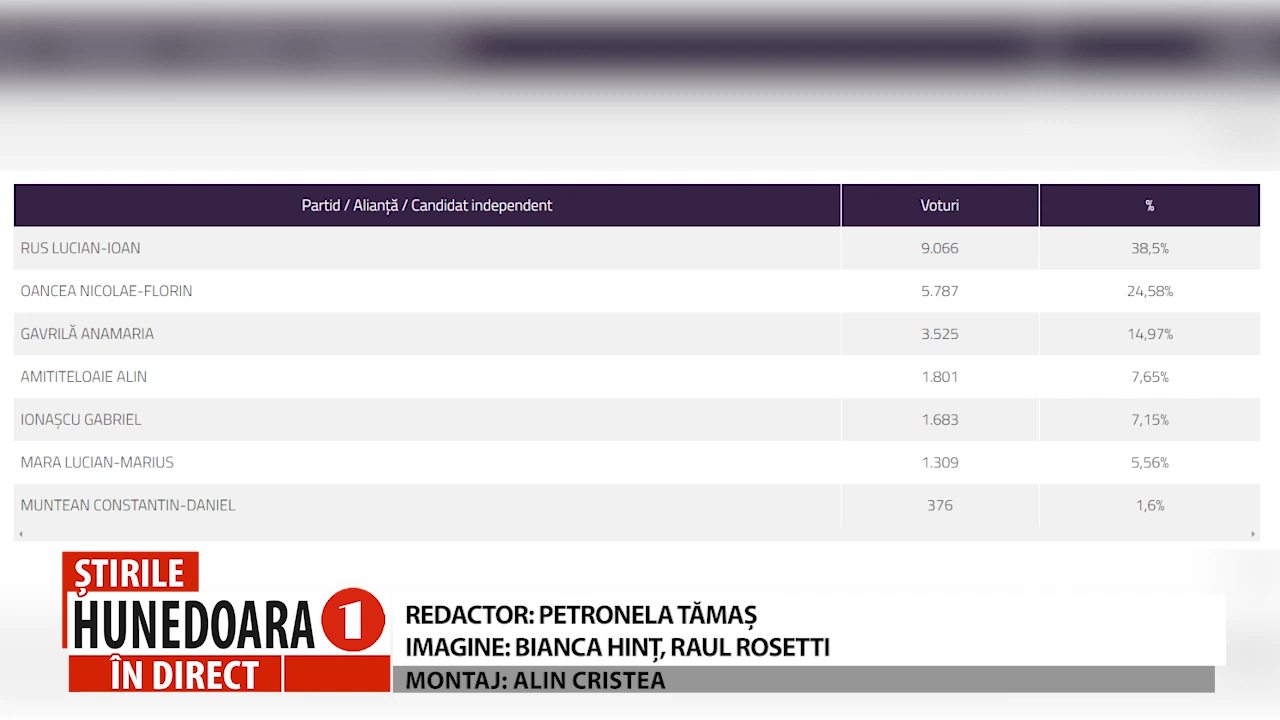 Partid / Alianță / Candidat independent Voturi %
RUS LUCIAN-IOAN 9.066 38,5%
OANCEA NICOLAE-FLORIN 5.787 24,58%
GAVRILĂ ANAMARIA 3.525 14,97%
AMITITELOAIE ALIN 1.801 7,65%
IONAȘCU GABRIEL 1.683 7,15%
MARA LUCIAN-MARIUS 1.309 5,56%
MUNTEAN CONSTANTIN-DANIEL 376 1,6%
ȘTIRILE
HUNEDOARA 1
ÎN DIRECT
REDACTOR: PETRONELA TĂMAȘ
IMAGINE: BIANCA HINȚ, RAUL ROSETTI
MONTAJ: ALIN CRISTEA